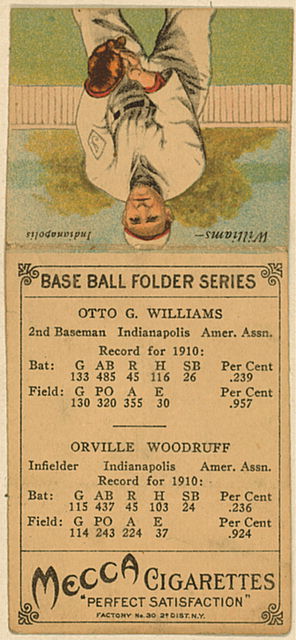 Williams— Indianapolis
BASE BALL FOLDER SERIES
OTTO G. WILLIAMS
2nd Baseman Indianapolis Amer. Assn.
Record for 1910:
Bat: G AB R H SB Per Cent
133 485 45 116 26 .239
Field: G PO A E Per Cent
130 320 355 30 .957
ORVILLE WOODRUFF
Infielder Indianapolis Amer. Assn.
Record for 1910:
Bat: G AB R H SB Per Cent
115 437 45 103 24 .236
Field: G PO A E Per Cent
114 243 224 37 .924
MECCA CIGARETTES
"PERFECT SATISFACTION"
FACTORY No. 30 2D DIST. N.Y.